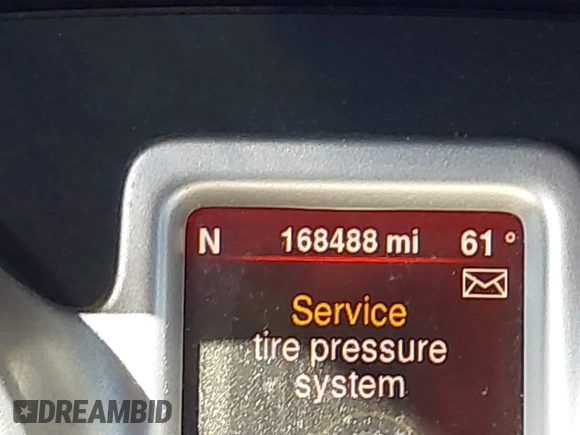 N 168488 mi 61°
Service
tire pressure
system
DREAMBID